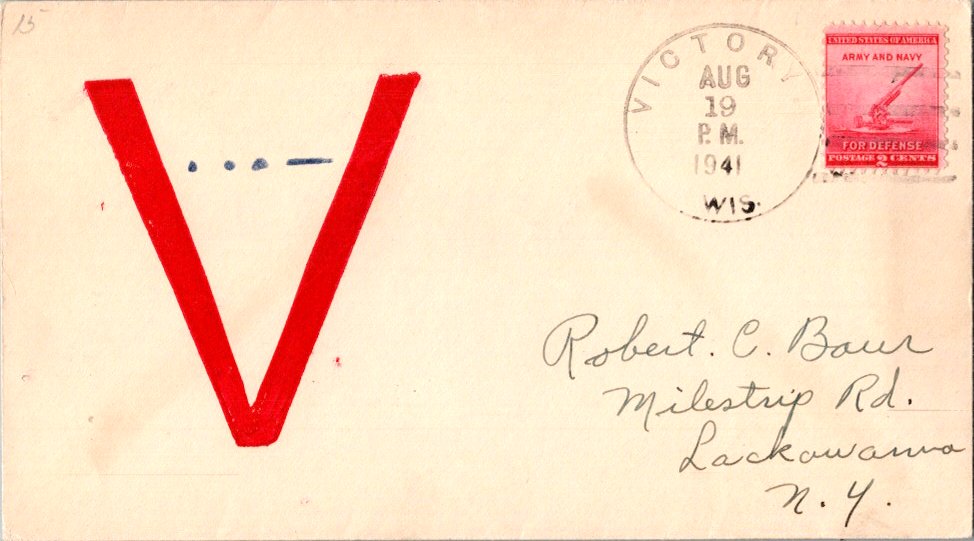 15
V
...—
VICTORY
AUG
19
P.M.
1941
WIS.
UNITED STATES OF AMERICA
ARMY AND NAVY
FOR DEFENSE
POSTAGE 2 CENTS
Robert. C. Baur
Milestrip Rd.
Lackawanna
N.Y.